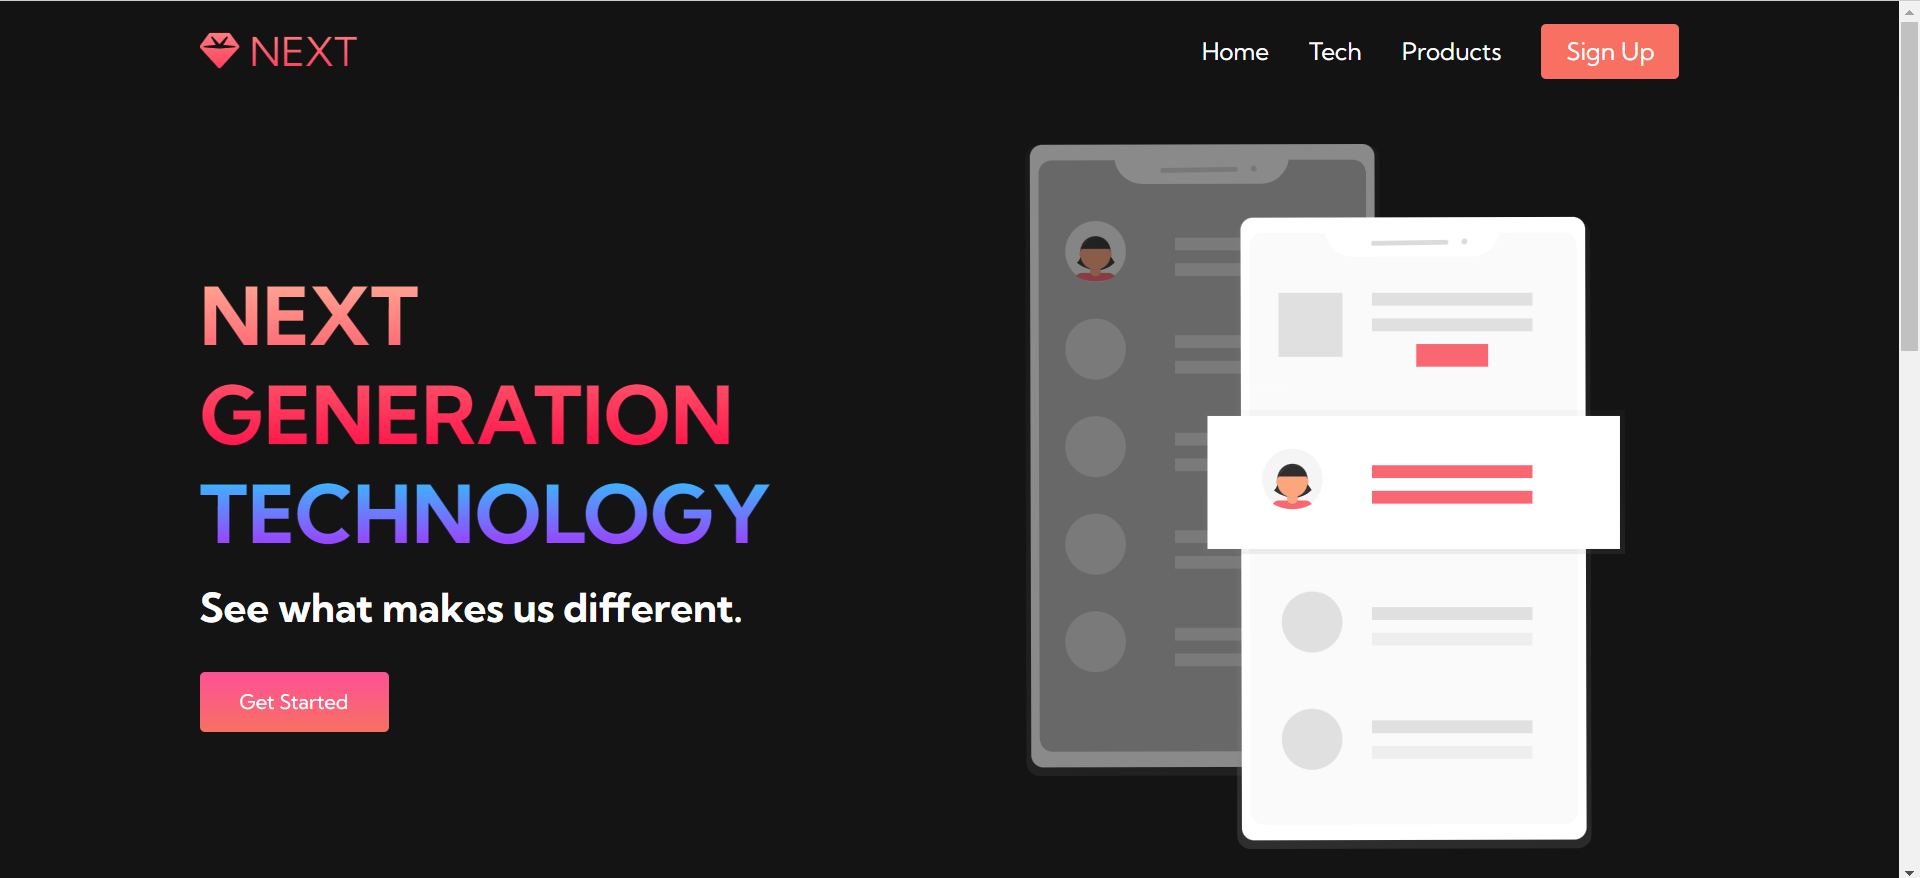 NEXT
Home Tech Products Sign Up
NEXT
GENERATION
TECHNOLOGY
See what makes us different.
Get Started